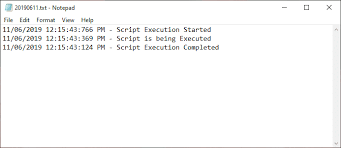 20190611.txt - Notepad
File Edit Format View Help
11/06/2019 12:15:43:766 PM - Script Execution Started
11/06/2019 12:15:43:369 PM - Script is being Executed
11/06/2019 12:15:43:124 PM - Script Execution Completed